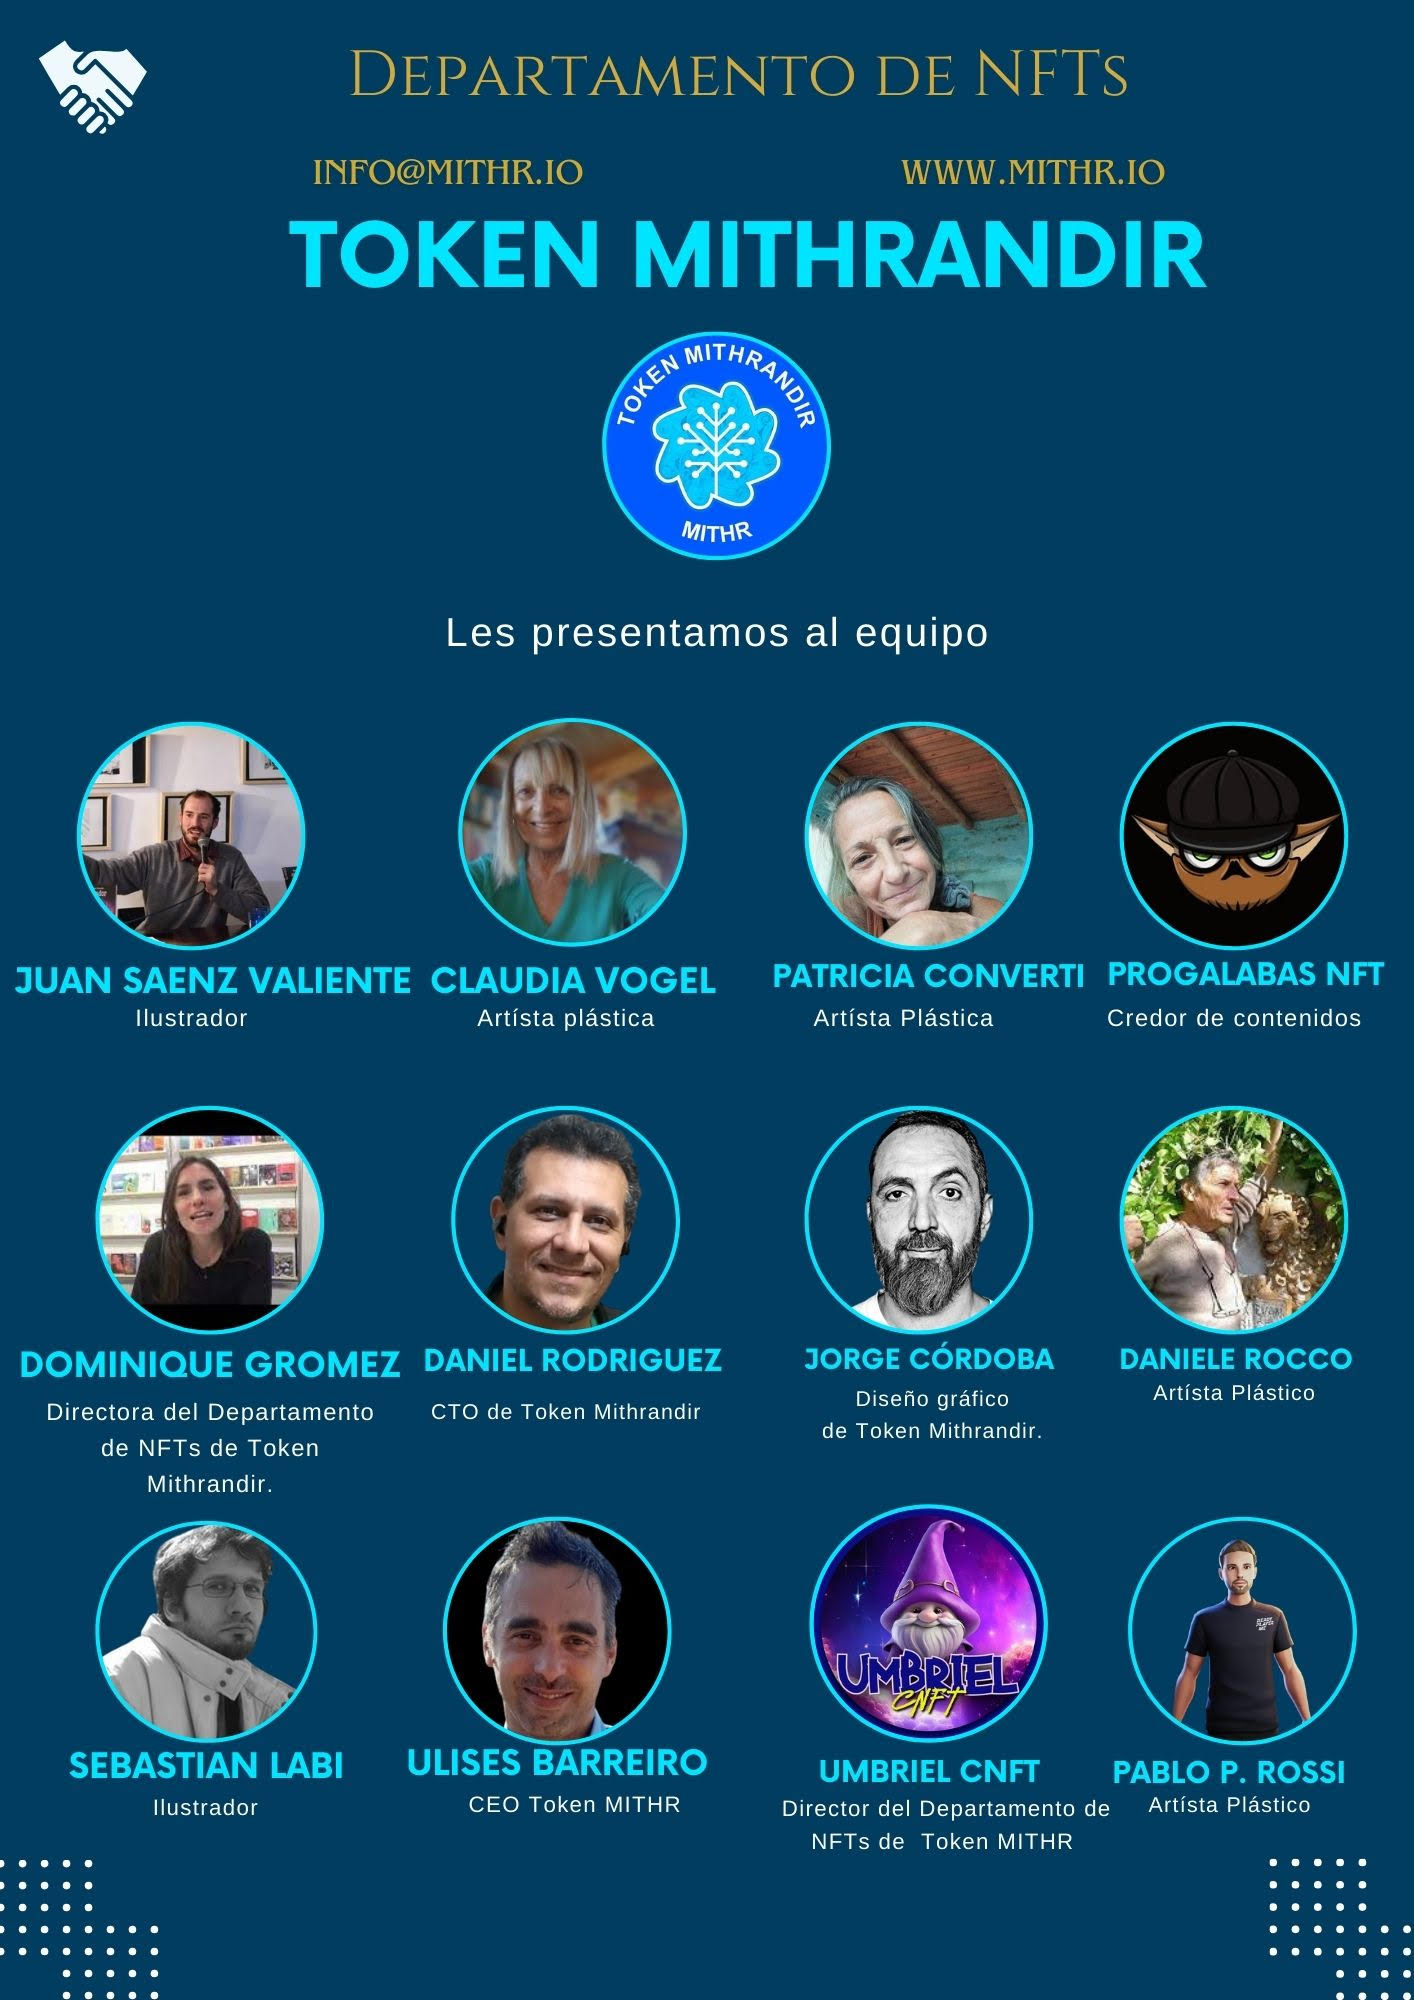 DEPARTAMENTO DE NFTS
INFO@MITHR.IO
WWW.MITHR.IO
TOKEN MITHRANDIR
TOKEN MITHRANDIR
MITHR
Les presentamos al equipo
JUAN SAENZ VALIENTE
Ilustrador
CLAUDIA VOGEL
Artísta plástica
PATRICIA CONVERTI
Artísta Plástica
PROGALABAS NFT
Credor de contenidos
DOMINIQUE GROMEZ
Directora del Departamento
de NFTs de Token
Mithrandir.
DANIEL RODRIGUEZ
CTO de Token Mithrandir
JORGE CÓRDOBA
Diseño gráfico
de Token Mithrandir.
DANIELE ROCCO
Artísta Plástico
SEBASTIAN LABI
Ilustrador
ULISES BARREIRO
CEO Token MITHR
UMBRIEL
CNFT
UMBRIEL CNFT
Director del Departamento de
NFTs de Token MITHR
READY
PLAYER
ME
PABLO P. ROSSI
Artísta Plástico